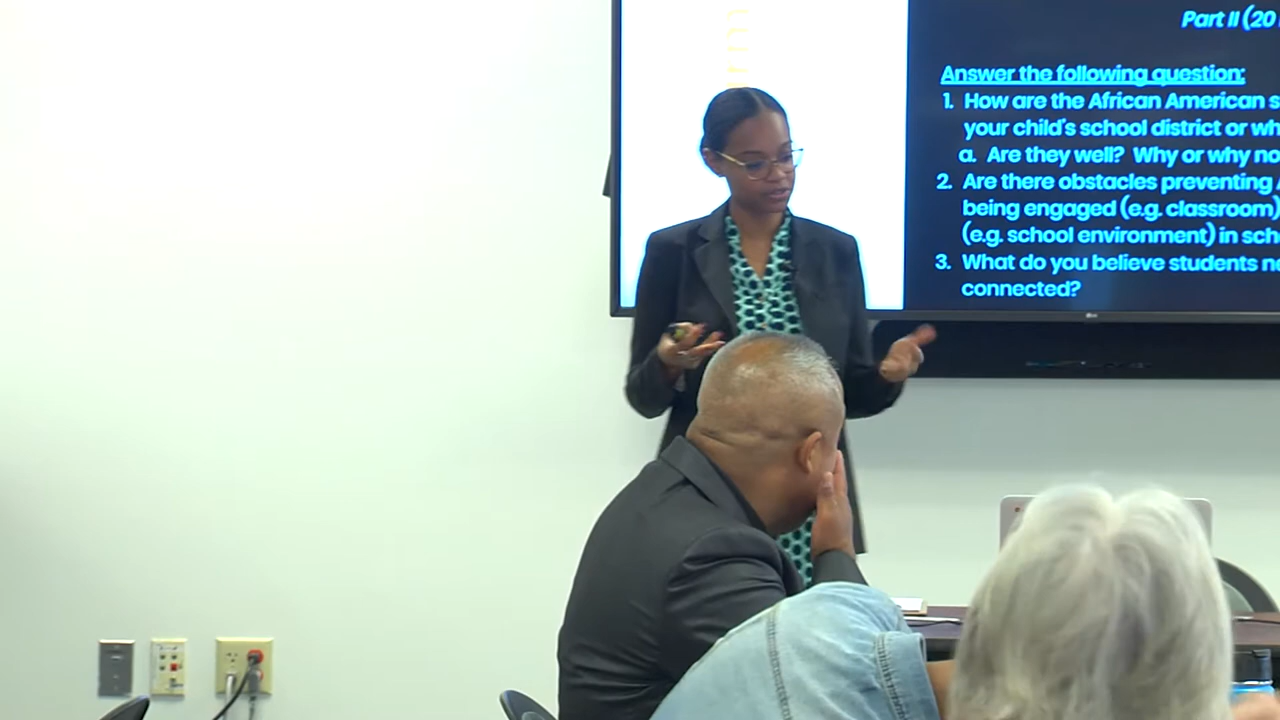 Part II (20
Answer the following question:
1. How are the African American s
your child's school district or wh
a. Are they well? Why or why no
2. Are there obstacles preventing
being engaged (e.g. classroom)
(e.g. school environment) in sch
3. What do you believe students ne
connected?
LG